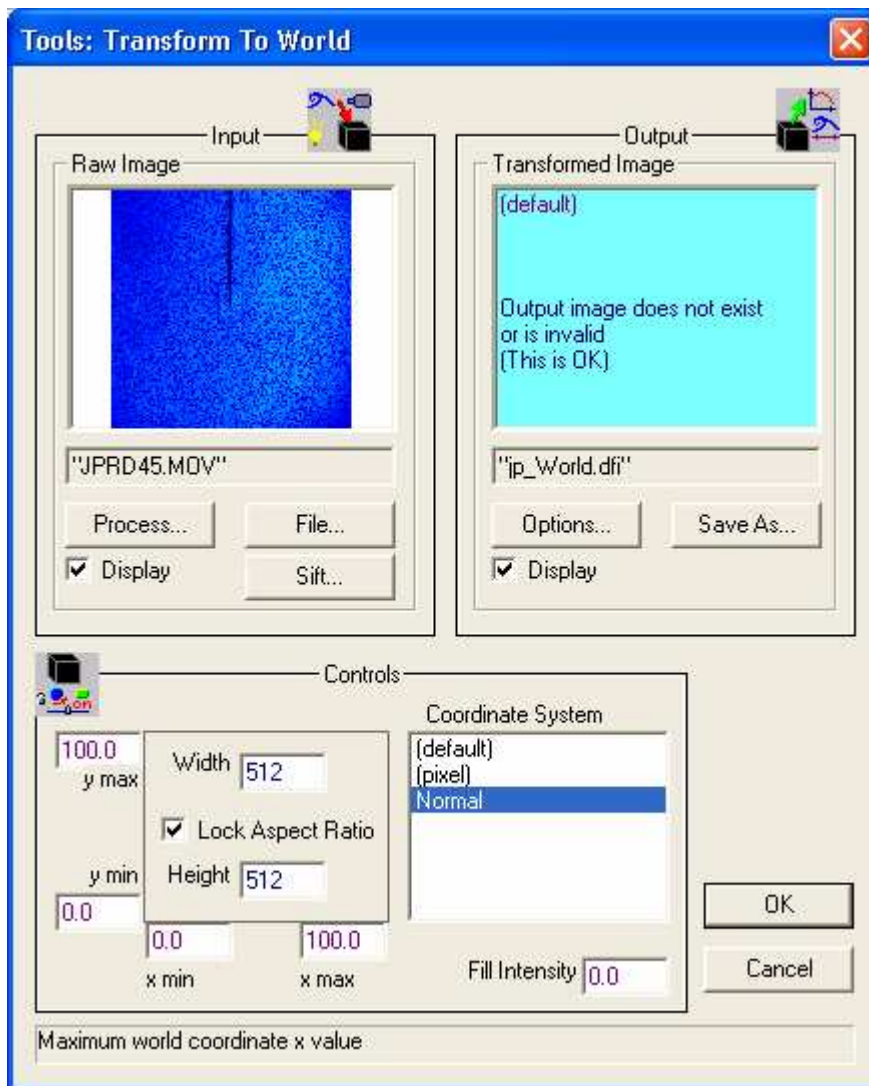 Tools: Transform To World
Input
Raw Image
"JPRD45.MOV"
Process...
File...
Display
Sift...
Output
Transformed Image
(default)
Output image does not exist
or is invalid
(This is OK)
"jp_World.dfi"
Options...
Save As...
Display
Controls
100.0
y max
y min
0.0
Width 512
Lock Aspect Ratio
Height 512
0.0
100.0
x min
x max
Coordinate System
(default)
(pixel)
Normal
Fill Intensity 0.0
OK
Cancel
Maximum world coordinate x value